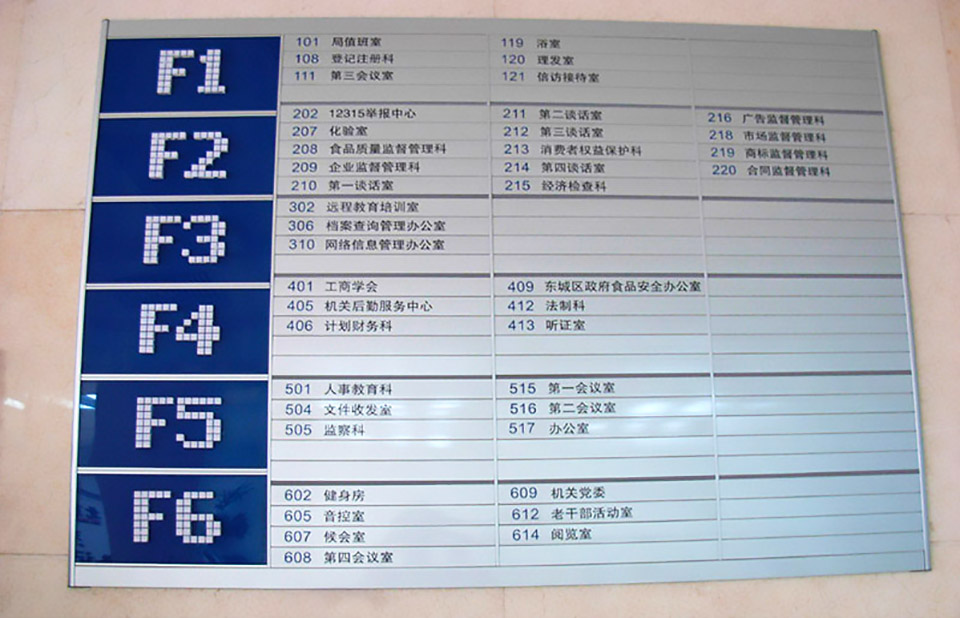 F1
101 局值班室
108 登记注册科
111 第三会议室
119 浴室
120 理发室
121 信访接待室
F2
202 12315举报中心
207 化验室
208 食品质量监督管理科
209 企业监督管理科
210 第一谈话室
211 第二谈话室
212 第三谈话室
213 消费者权益保护科
214 第四谈话室
215 经济检查科
216 广告监督管理科
218 市场监督管理科
219 商标监督管理科
220 合同监督管理科
F3
302 远程教育培训室
306 档案查询管理办公室
310 网络信息管理办公室
F4
401 工商学会
405 机关后勤服务中心
406 计划财务科
409 东城区政府食品安全办公室
412 法制科
413 听证室
F5
501 人事教育科
504 文件收发室
505 监察科
515 第一会议室
516 第二会议室
517 办公室
F6
602 健身房
605 音控室
607 候会室
608 第四会议室
609 机关党委
612 老干部活动室
614 阅览室